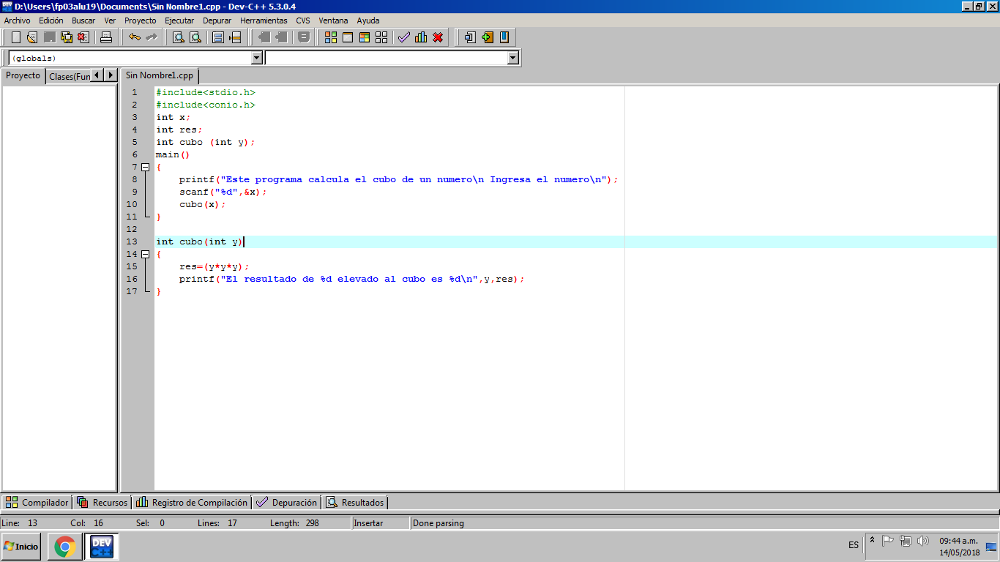 D:\Users\fp03alu19\Documents\Sin Nombre1.cpp - Dev-C++ 5.3.0.4
Archivo Edición Buscar Ver Proyecto Ejecutar Depurar Herramientas CVS Ventana Ayuda
(globals)
Proyecto Clases(Fun Sin Nombre1.cpp
1 #include<stdio.h>
2 #include<conio.h>
3 int x;
4 int res;
5 int cubo (int y);
6 main()
7 {
8 printf("Este programa calcula el cubo de un numero\n Ingresa el numero\n");
9 scanf("%d",&x);
10 cubo(x);
11 }
12
13 int cubo(int y)
14 {
15 res=(y*y*y);
16 printf("El resultado de %d elevado al cubo es %d\n",y,res);
17 }
Compilador Recursos Registro de Compilación Depuración Resultados
Line: 13 Col: 16 Sel: 0 Lines: 17 Length: 298 Insertar Done parsing
Inicio DEV C++ ES 09:44 a.m.
14/05/2018